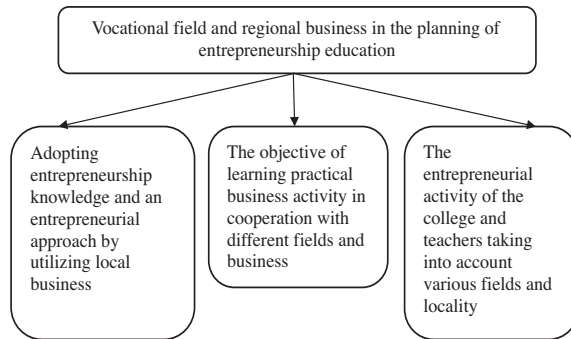 Vocational field and regional business in the planning of
entrepreneurship education
Adopting
entrepreneurship
knowledge and an
entrepreneurial
approach by
utilizing local
business
The objective of
learning practical
business activity in
cooperation with
different fields and
business
The
entrepreneurial
activity of the
college and
teachers taking
into account
various fields and
locality